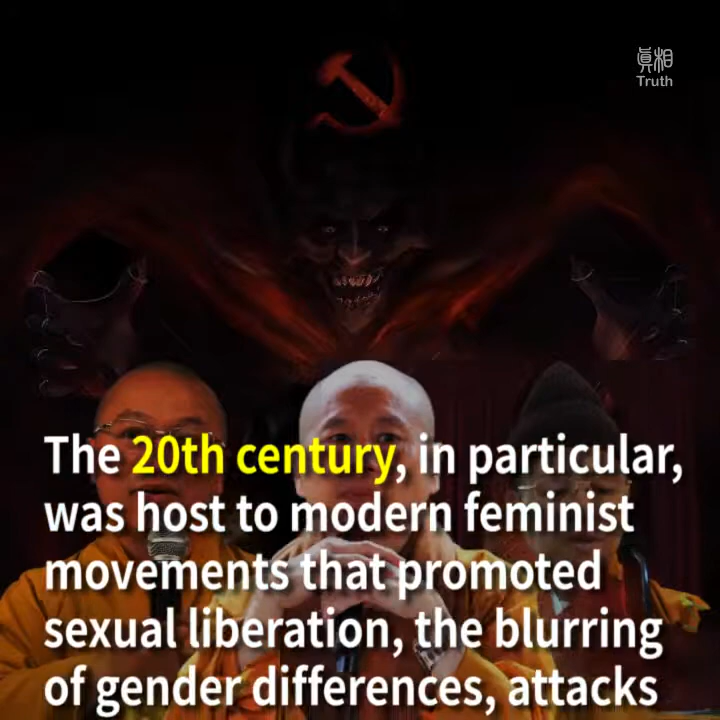 眞相
Truth
The 20th century, in particular,
was host to modern feminist
movements that promoted
sexual liberation, the blurring
of gender differences, attacks